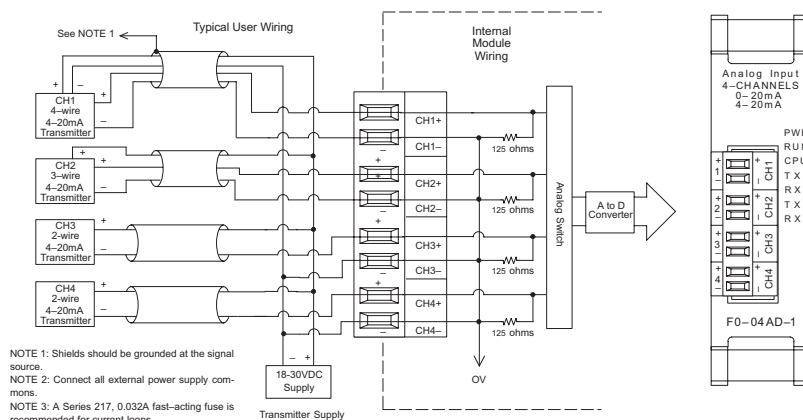 Typical User Wiring
See NOTE 1
Internal
Module
Wiring
+
–
+
–
CH1
4–wire
4–20mA
Transmitter
+
+
–
CH2
3–wire
4–20mA
Transmitter
+
–
CH3
2-wire
4–20mA
Transmitter
+
–
CH4
2-wire
4–20mA
Transmitter
CH1+
–
CH1–
125 ohms
+
CH2+
–
CH2–
125 ohms
+
CH3+
–
CH3–
125 ohms
+
CH4+
–
CH4–
125 ohms
Analog Switch
A to D
Converter
OV
– +
18-30VDC
Supply
Transmitter Supply
NOTE 1: Shields should be grounded at the signal
source.
NOTE 2: Connect all external power supply com-
mons.
NOTE 3: A Series 217, 0.032A fast–acting fuse is
Analog Input
4–CHANNELS
0–20mA
4–20mA
RUN
CPU
TX
RX
TX
RX
+
1
–
+
–
CH1
+
2
–
+
–
CH2
+
3
–
+
–
CH3
+
4
–
+
–
CH4
F0–04AD–1